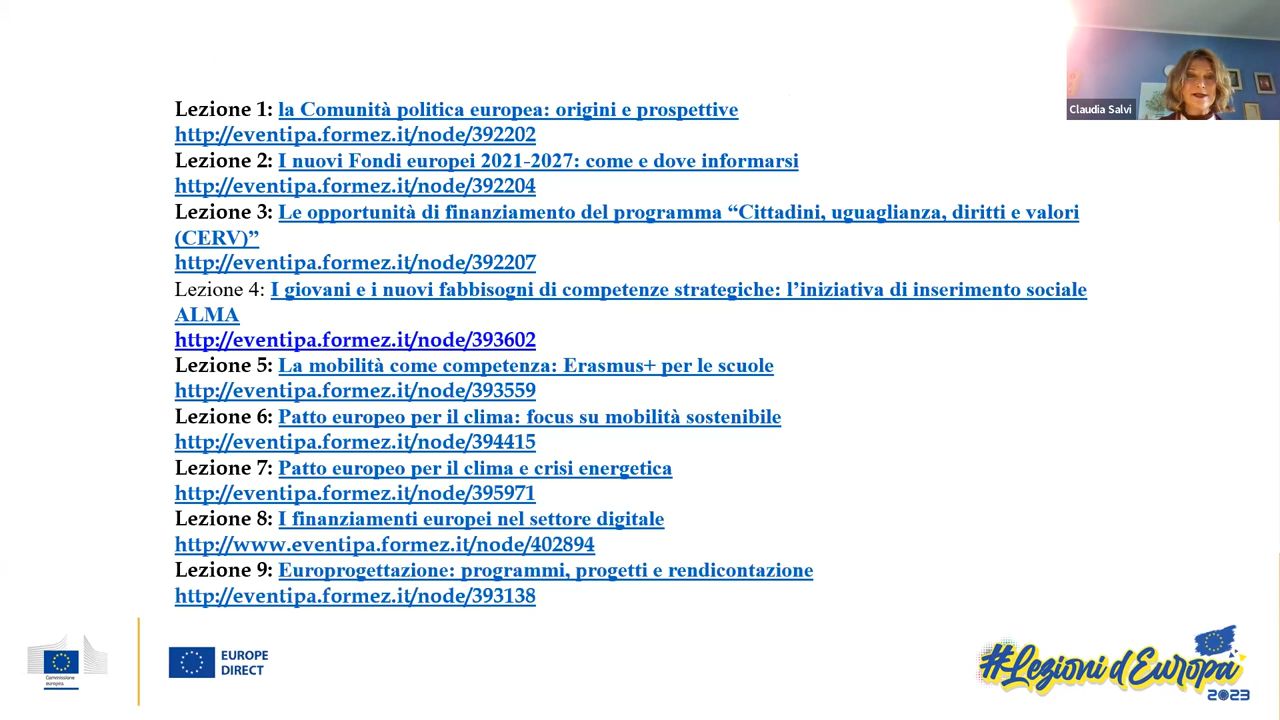 Claudia Salvi
Lezione 1: la Comunità politica europea: origini e prospettive
http://eventipa.formez.it/node/392202
Lezione 2: I nuovi Fondi europei 2021-2027: come e dove informarsi
http://eventipa.formez.it/node/392204
Lezione 3: Le opportunità di finanziamento del programma “Cittadini, uguaglianza, diritti e valori
(CERV)”
http://eventipa.formez.it/node/392207
Lezione 4: I giovani e i nuovi fabbisogni di competenze strategiche: l’iniziativa di inserimento sociale
ALMA
http://eventipa.formez.it/node/393602
Lezione 5: La mobilità come competenza: Erasmus+ per le scuole
http://eventipa.formez.it/node/393559
Lezione 6: Patto europeo per il clima: focus su mobilità sostenibile
http://eventipa.formez.it/node/394415
Lezione 7: Patto europeo per il clima e crisi energetica
http://eventipa.formez.it/node/395971
Lezione 8: I finanziamenti europei nel settore digitale
http://www.eventipa.formez.it/node/402894
Lezione 9: Europrogettazione: programmi, progetti e rendicontazione
http://eventipa.formez.it/node/393138
Commissione
europea
EUROPE
DIRECT
#Lezioni d'Europa
2023